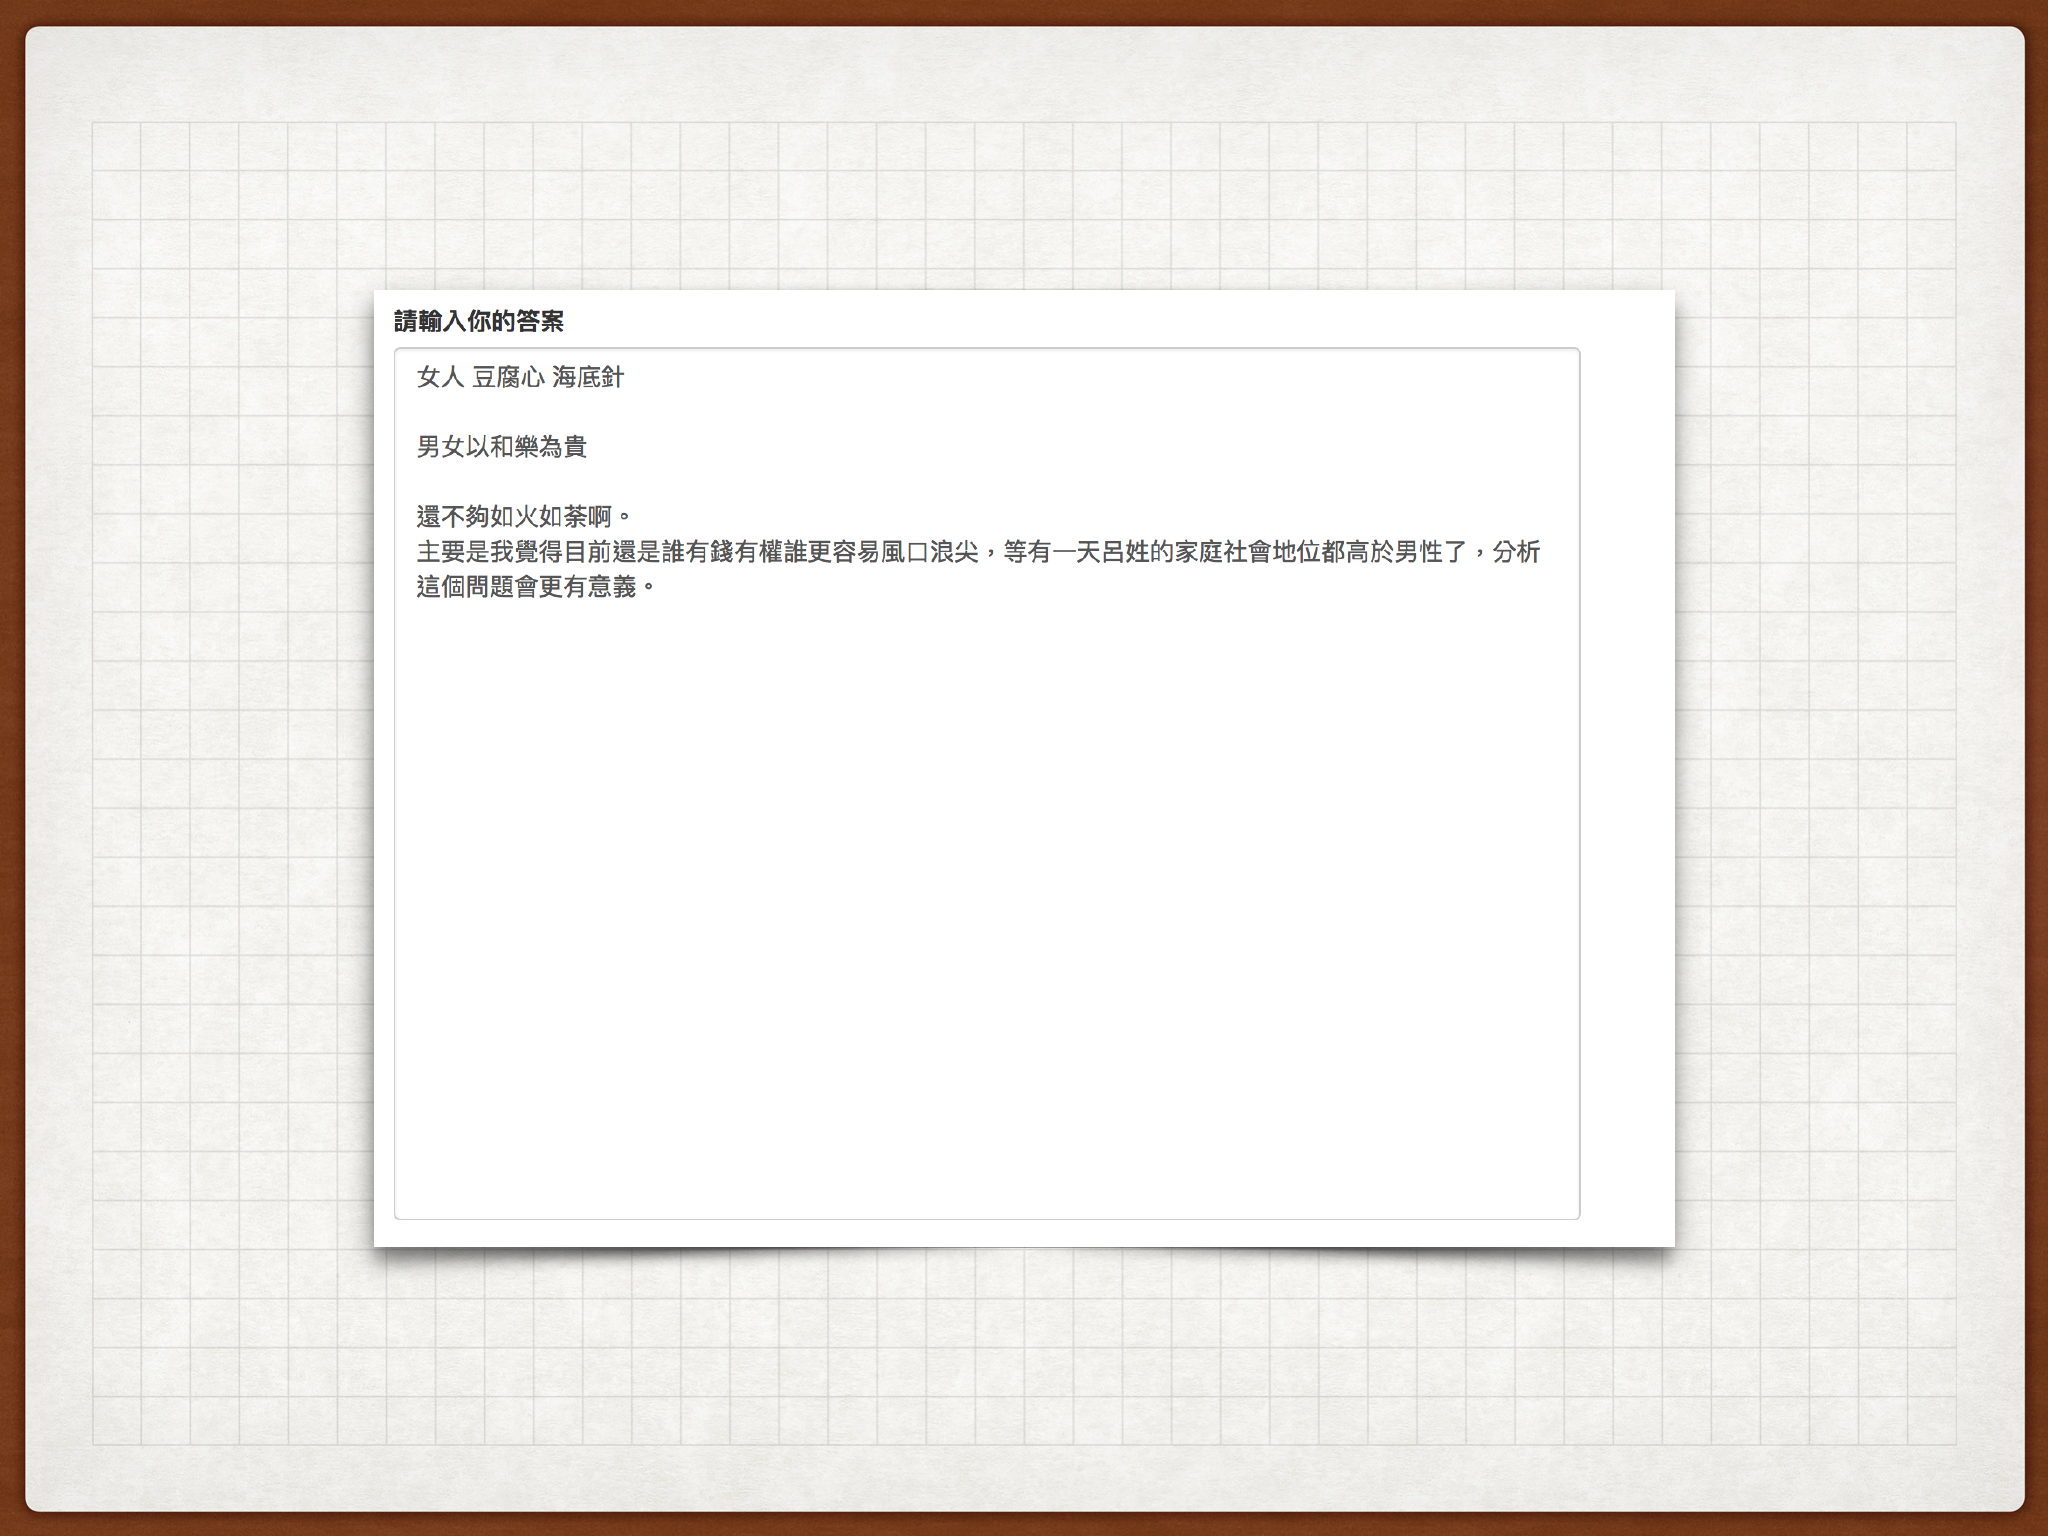 請輸入你的答案
女人 豆腐心 海底針
男女以和樂為貴
還不夠如火如荼啊。
主要是我覺得目前還是誰有錢有權誰更容易風口浪尖，等有一天呂姓的家庭社會地位都高於男性了，分析
這個問題會更有意義。